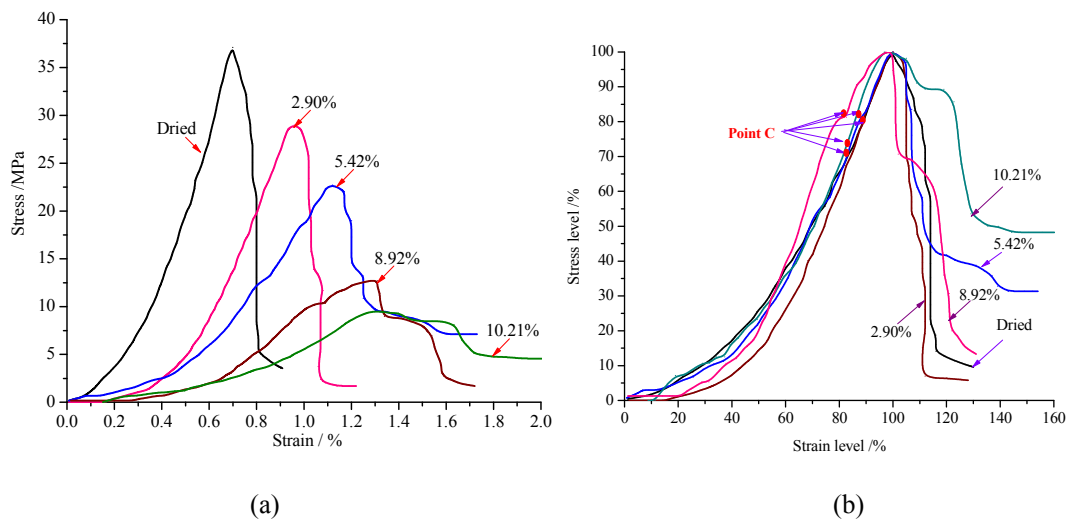 40
35
30
25
20
15
10
5
0
Stress /MPa
Dried
2.90%
5.42%
8.92%
10.21%
0.0 0.2 0.4 0.6 0.8 1.0 1.2 1.4 1.6 1.8 2.0
Strain / %
(a)
100
90
80
70
60
50
40
30
20
10
0
Stress level /%
Point C
10.21%
5.42%
8.92%
2.90%
Dried
0 20 40 60 80 100 120 140 160
Strain level /%
(b)